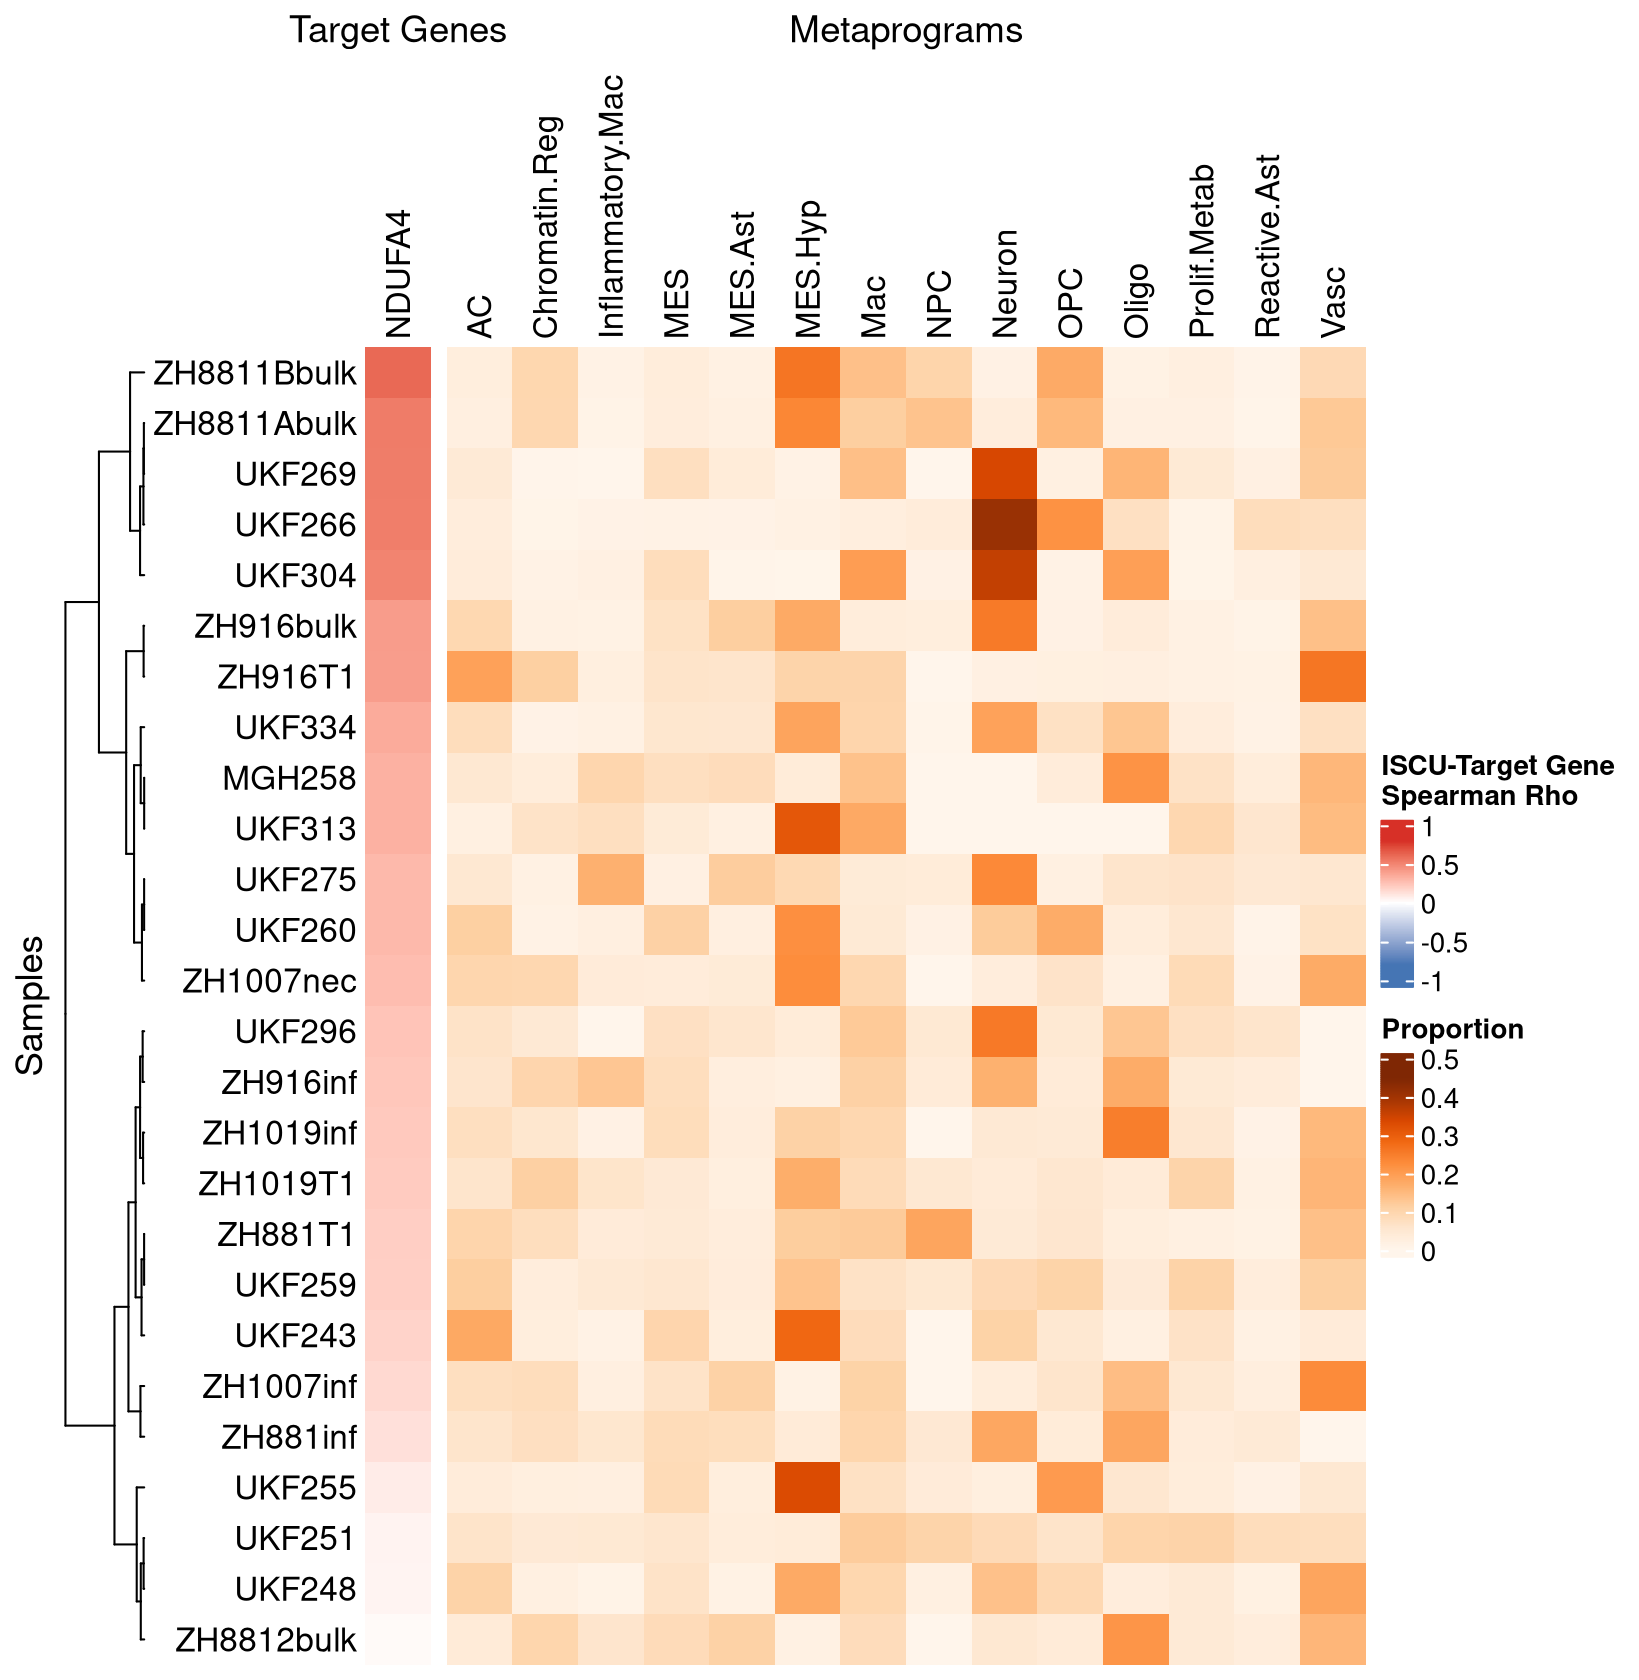 Target Genes
Metaprograms
NDUFA4
AC
Chromatin.Reg
Inflammatory.Mac
MES
MES.Ast
MES.Hyp
Mac
NPC
Neuron
OPC
Oligo
Prolif.Metab
Reactive.Ast
Vasc
Samples
ZH8811Bbulk
ZH8811Abulk
UKF269
UKF266
UKF304
ZH916bulk
ZH916T1
UKF334
MGH258
UKF313
UKF275
UKF260
ZH1007nec
UKF296
ZH916inf
ZH1019inf
ZH1019T1
ZH881T1
UKF259
UKF243
ZH1007inf
ZH881inf
UKF255
UKF251
UKF248
ZH8812bulk
ISCU-Target Gene
Spearman Rho
1
0.5
0
-0.5
-1
Proportion
0.5
0.4
0.3
0.2
0.1
0